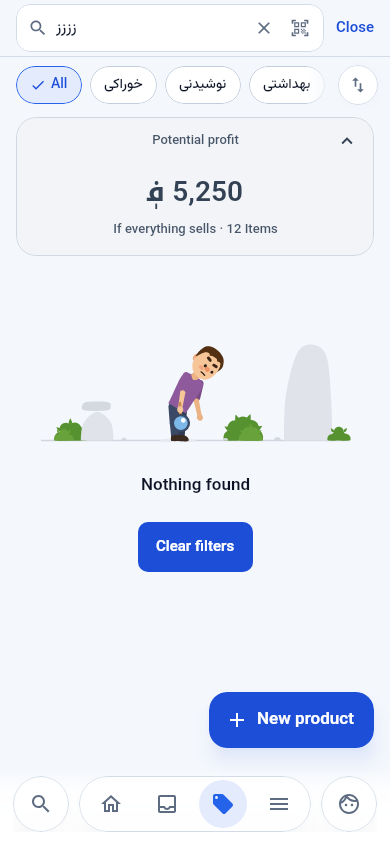 زززز
Close
All
خوراکی
نوشیدنی
بهداشتی
Potential profit
5,250 ؋
If everything sells · 12 Items
Nothing found
Clear filters
New product